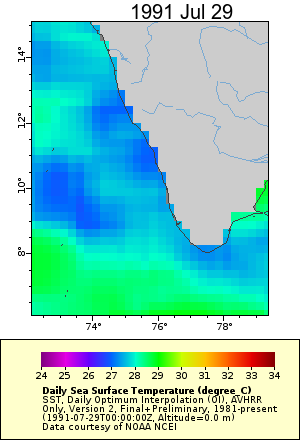 1991 Jul 29
14°
12°
10°
8°
74° 76° 78°
24 25 26 27 28 29 30 31 32 33 34
Daily Sea Surface Temperature (degree_C)
SST, Daily Optimum Interpolation (OI), AVHRR
Only, Version 2, Final+Preliminary, 1981-present
(1991-07-29T00:00:00Z, Altitude=0.0 m)
Data courtesy of NOAA NCEI